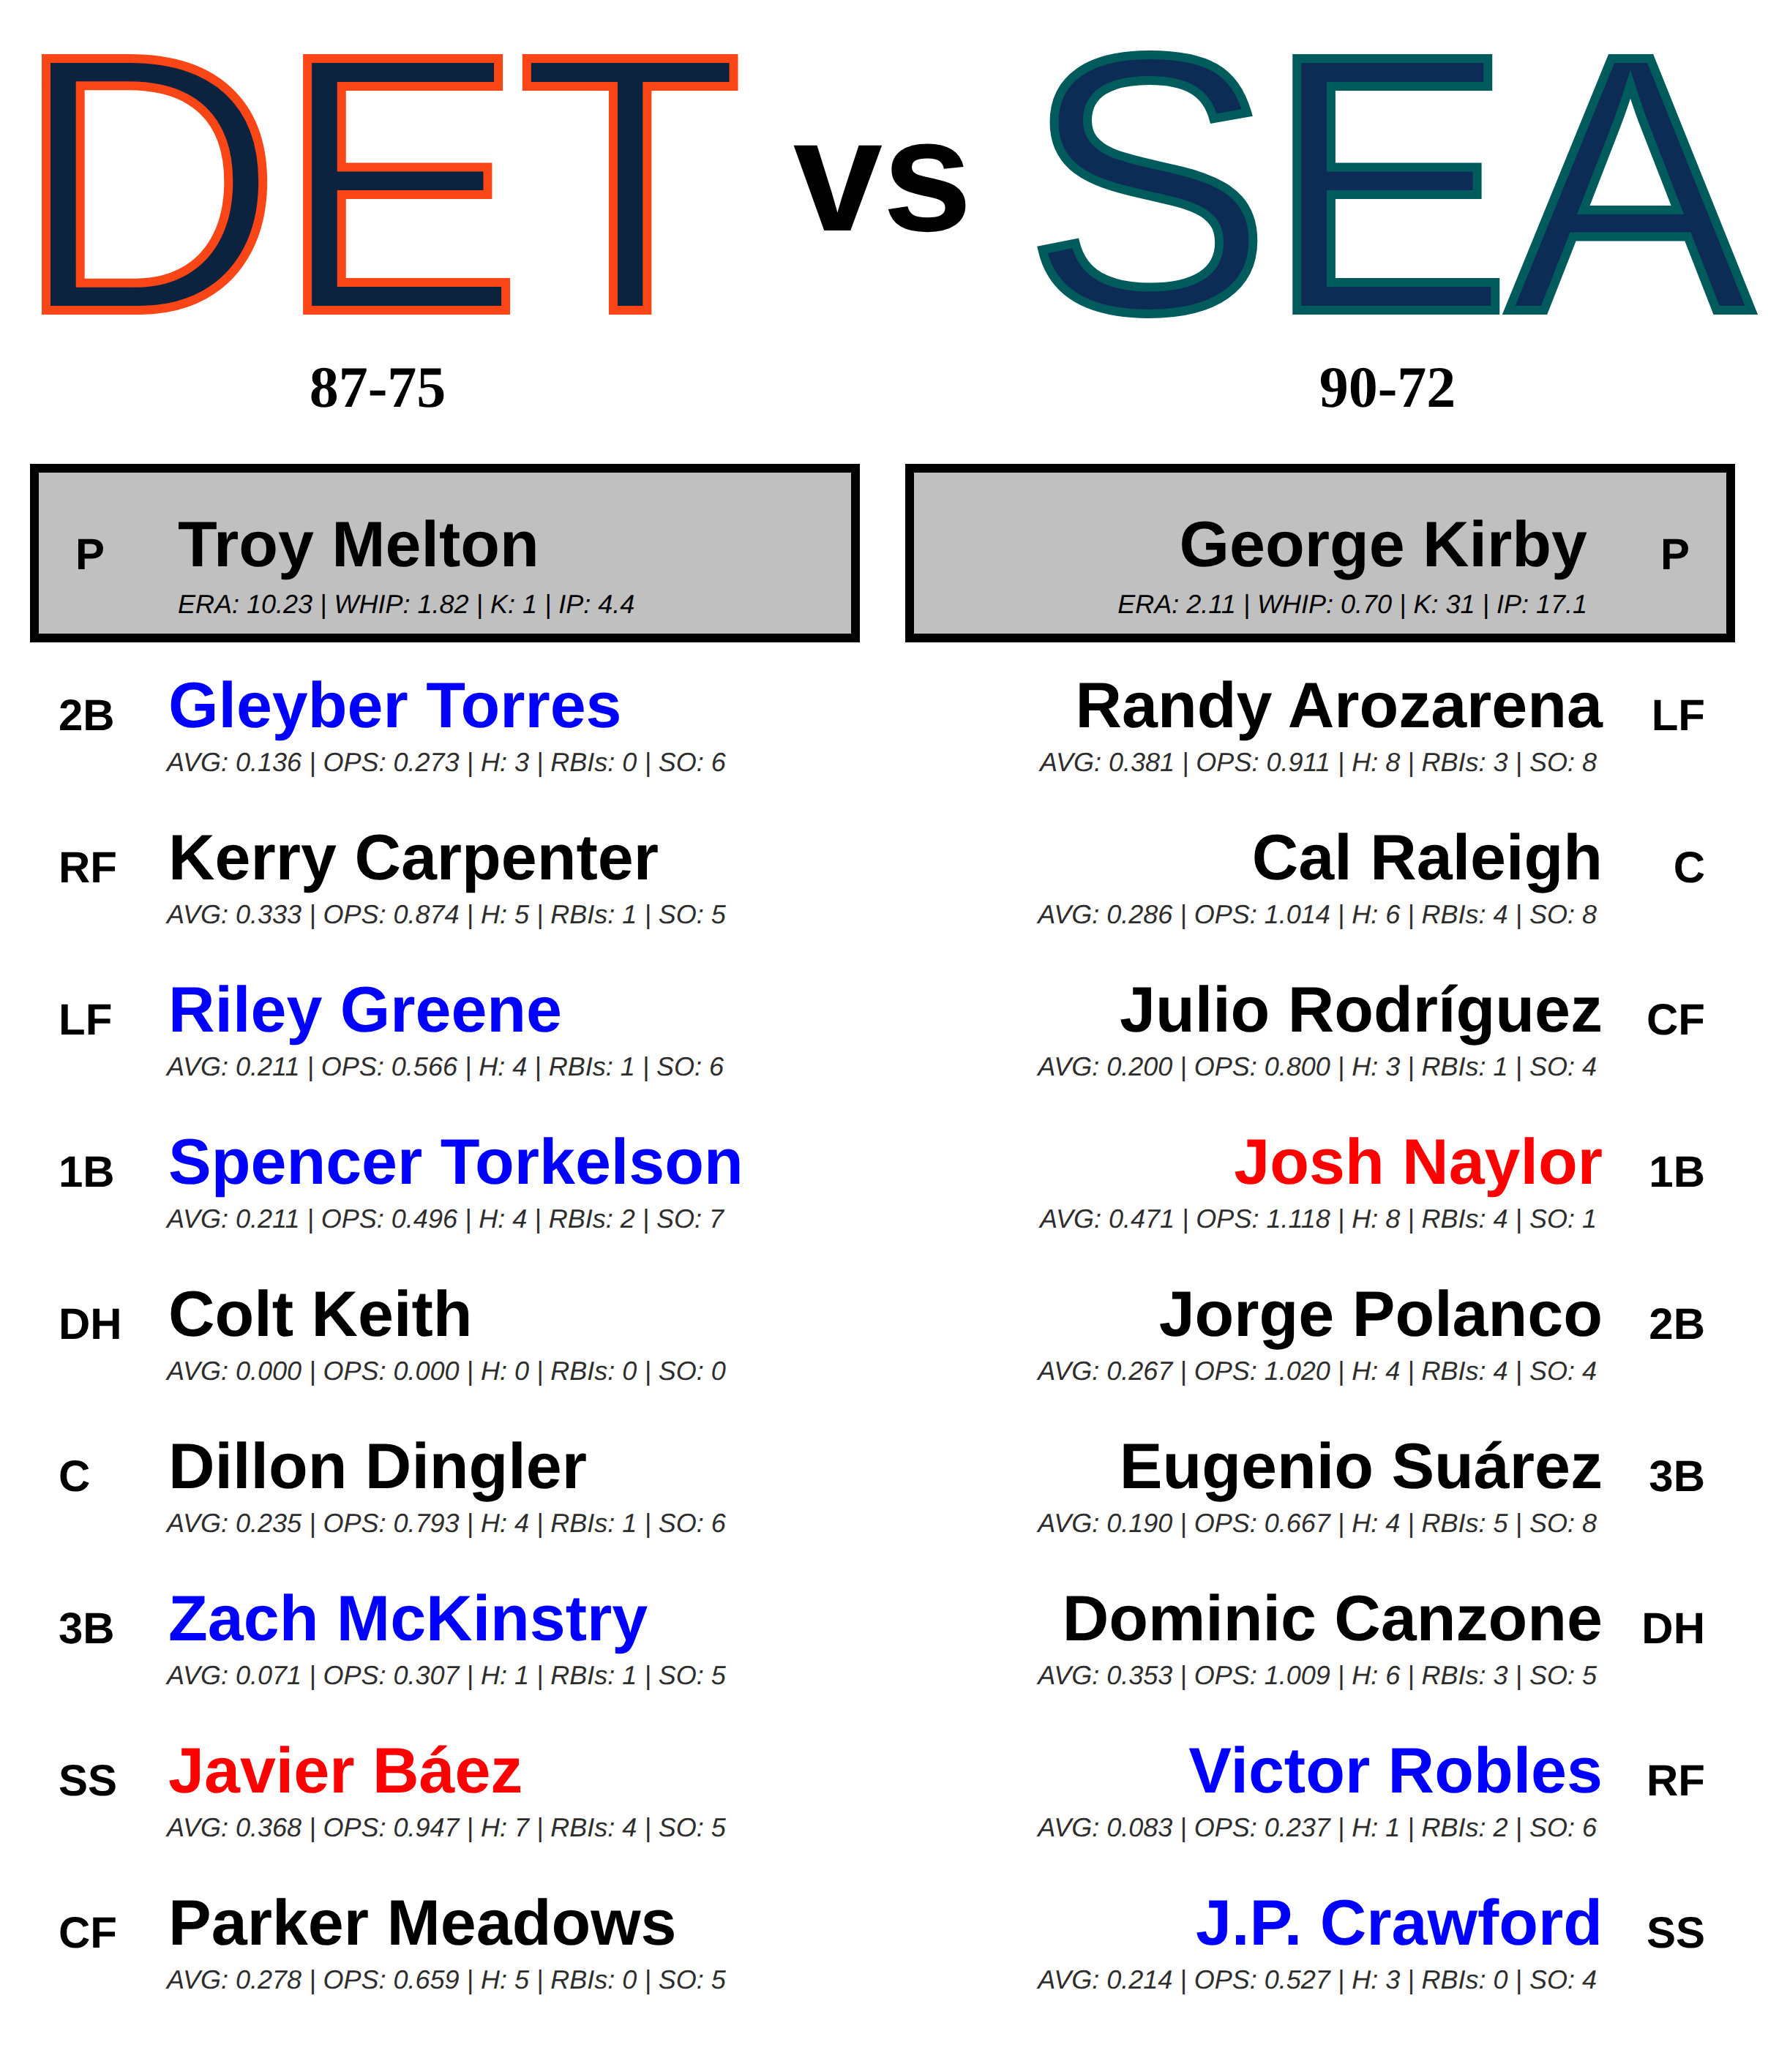 DET vs SEA
87-75 90-72
P Troy Melton
ERA: 10.23 | WHIP: 1.82 | K: 1 | IP: 4.4
George Kirby P
ERA: 2.11 | WHIP: 0.70 | K: 31 | IP: 17.1
2B Gleyber Torres
AVG: 0.136 | OPS: 0.273 | H: 3 | RBIs: 0 | SO: 6
RF Kerry Carpenter
AVG: 0.333 | OPS: 0.874 | H: 5 | RBIs: 1 | SO: 5
LF Riley Greene
AVG: 0.211 | OPS: 0.566 | H: 4 | RBIs: 1 | SO: 6
1B Spencer Torkelson
AVG: 0.211 | OPS: 0.496 | H: 4 | RBIs: 2 | SO: 7
DH Colt Keith
AVG: 0.000 | OPS: 0.000 | H: 0 | RBIs: 0 | SO: 0
C Dillon Dingler
AVG: 0.235 | OPS: 0.793 | H: 4 | RBIs: 1 | SO: 6
3B Zach McKinstry
AVG: 0.071 | OPS: 0.307 | H: 1 | RBIs: 1 | SO: 5
SS Javier Báez
AVG: 0.368 | OPS: 0.947 | H: 7 | RBIs: 4 | SO: 5
CF Parker Meadows
AVG: 0.278 | OPS: 0.659 | H: 5 | RBIs: 0 | SO: 5
Randy Arozarena LF
AVG: 0.381 | OPS: 0.911 | H: 8 | RBIs: 3 | SO: 8
Cal Raleigh C
AVG: 0.286 | OPS: 1.014 | H: 6 | RBIs: 4 | SO: 8
Julio Rodríguez CF
AVG: 0.200 | OPS: 0.800 | H: 3 | RBIs: 1 | SO: 4
Josh Naylor 1B
AVG: 0.471 | OPS: 1.118 | H: 8 | RBIs: 4 | SO: 1
Jorge Polanco 2B
AVG: 0.267 | OPS: 1.020 | H: 4 | RBIs: 4 | SO: 4
Eugenio Suárez 3B
AVG: 0.190 | OPS: 0.667 | H: 4 | RBIs: 5 | SO: 8
Dominic Canzone DH
AVG: 0.353 | OPS: 1.009 | H: 6 | RBIs: 3 | SO: 5
Victor Robles RF
AVG: 0.083 | OPS: 0.237 | H: 1 | RBIs: 2 | SO: 6
J.P. Crawford SS
AVG: 0.214 | OPS: 0.527 | H: 3 | RBIs: 0 | SO: 4